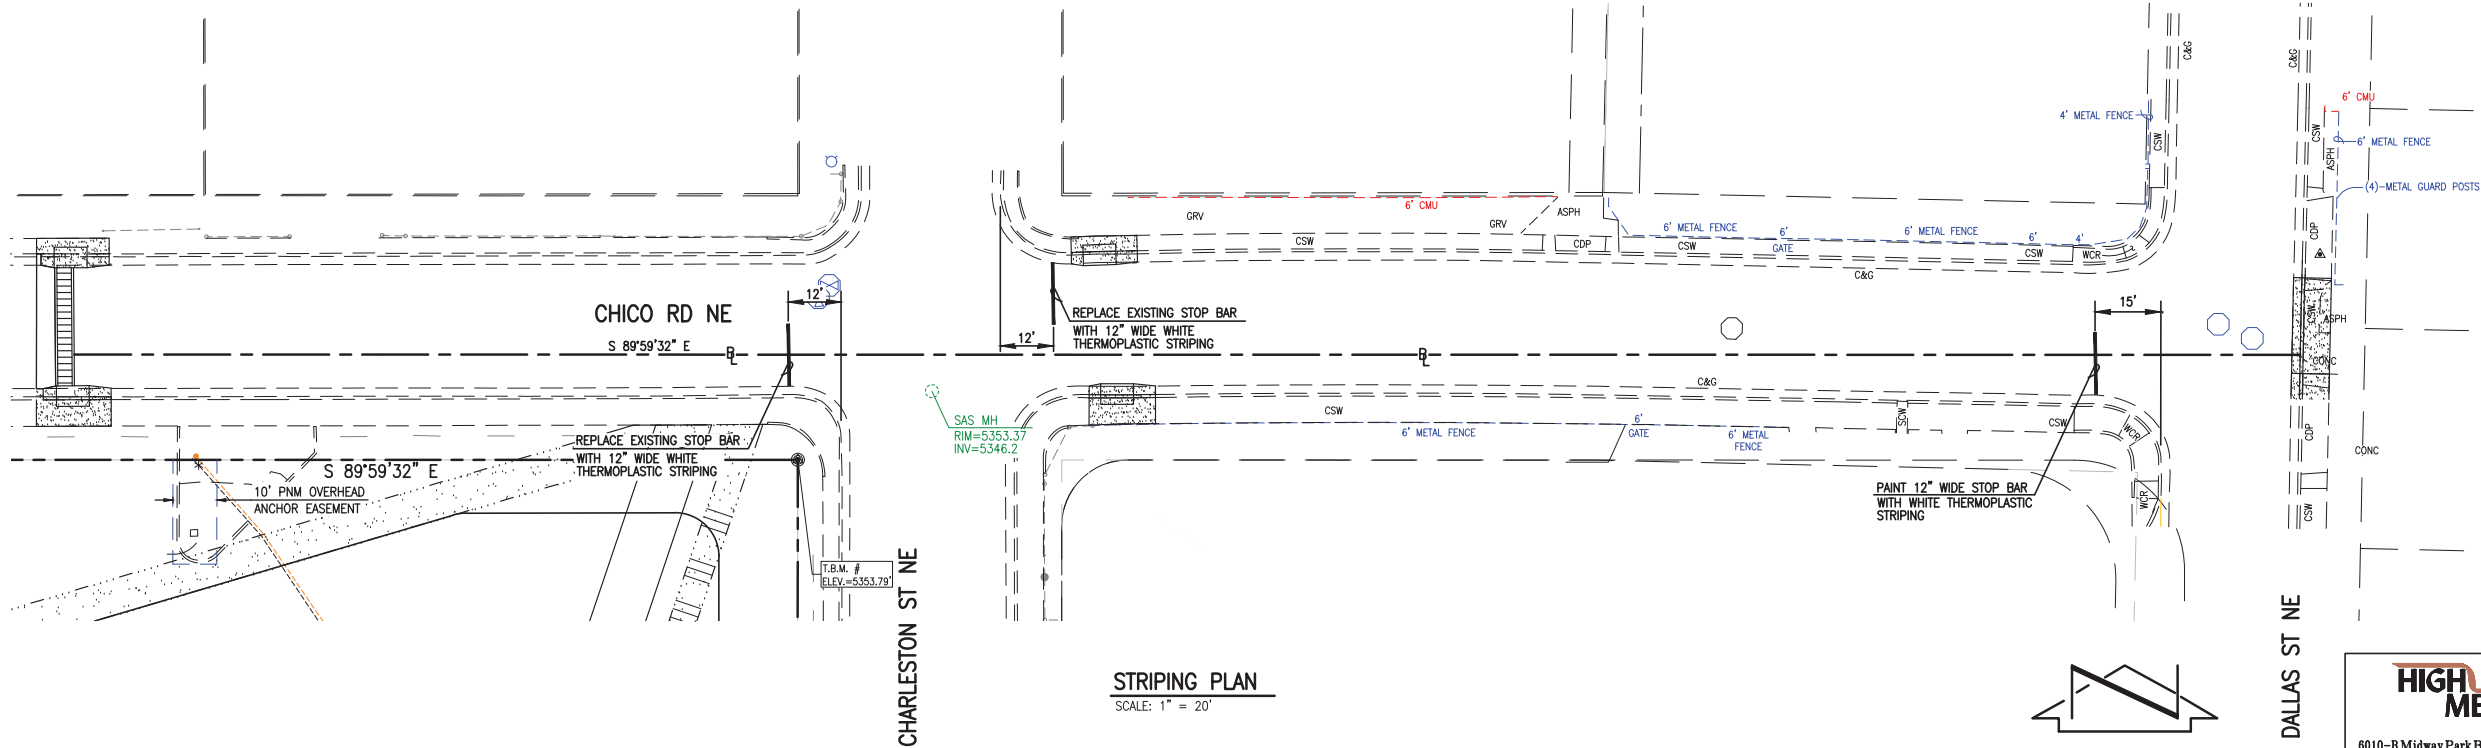 C&G
C&G
6' CMU
4' METAL FENCE
CSW
CSW
6' METAL FENCE
ASPH
(4)-METAL GUARD POSTS
6' CMU
GRV
GRV
ASPH
CSW
CDP
6' METAL FENCE
6'
GATE
6' METAL FENCE
6'
4'
CSW
CSW
WCR
C&G
CDP
12'
CHICO RD NE
S 89°59'32" E
12'
REPLACE EXISTING STOP BAR
WITH 12" WIDE WHITE
THERMOPLASTIC STRIPING
15'
CSW
ASPH
CONC
C&G
SAS MH
RIM=5353.37
INV=5346.2
CSW
6' METAL FENCE
6'
GATE
6' METAL
FENCE
SCW
CSW
WCR
CDP
CONC
REPLACE EXISTING STOP BAR
WITH 12" WIDE WHITE
THERMOPLASTIC STRIPING
S 89°59'32" E
10' PNM OVERHEAD
ANCHOR EASEMENT
PAINT 12" WIDE STOP BAR
WITH WHITE THERMOPLASTIC
STRIPING
WCR
CSW
T.B.M. #
ELEV.=5353.79'
CHARLESTON ST NE
DALLAS ST NE
STRIPING PLAN
SCALE: 1" = 20'
HIGH
ME
6010-B Midway Park B